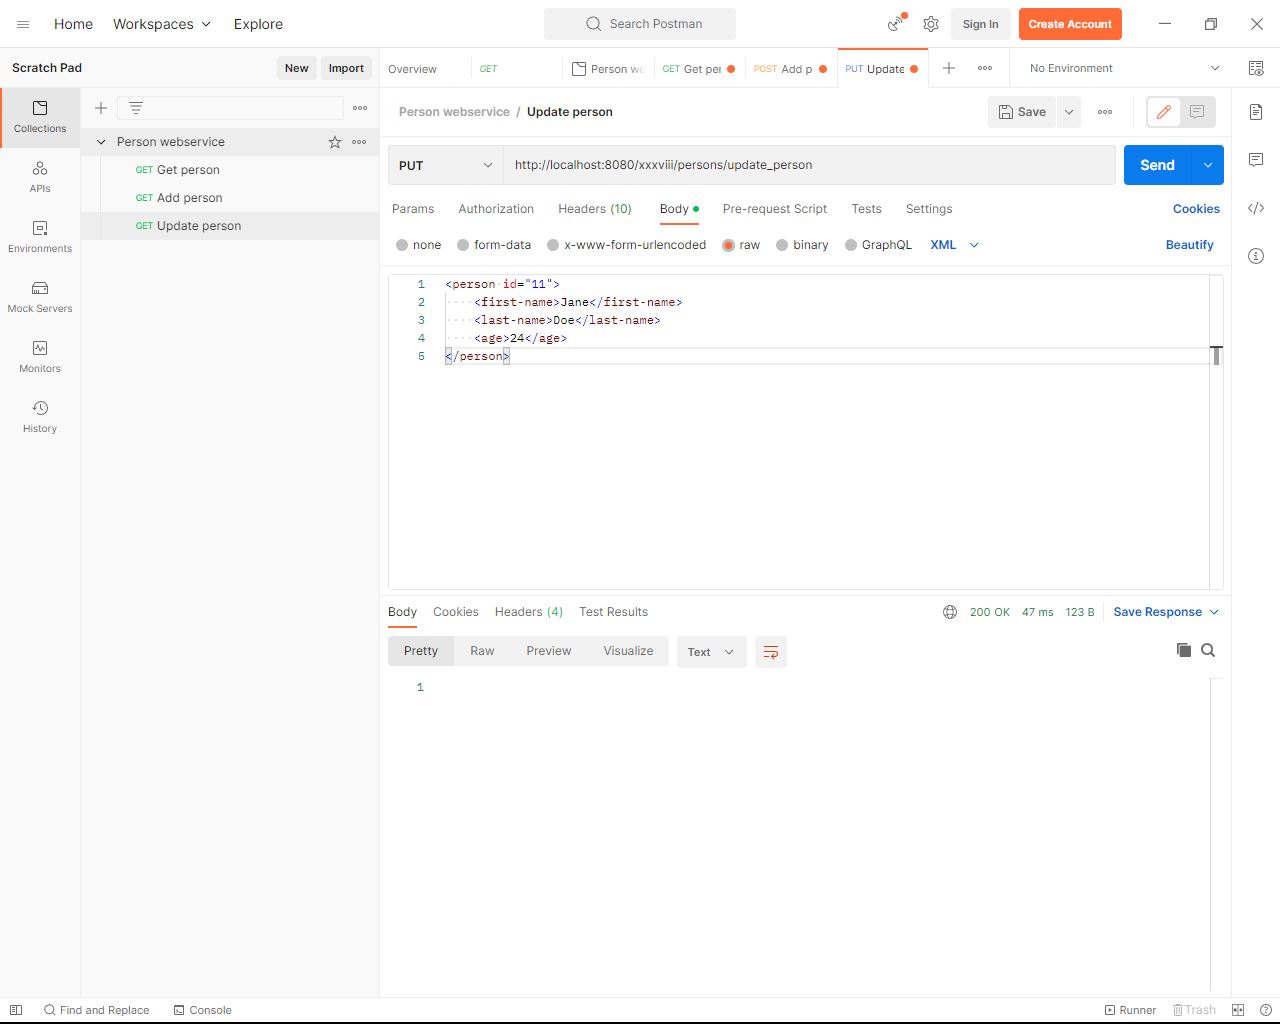 Home Workspaces Explore Search Postman Sign In Create Account
Scratch Pad New Import Overview GET Person we GET Get per POST Add p PUT Update No Environment
Person webservice / Update person Save
Collections
Person webservice
GET Get person
GET Add person
GET Update person
APIs
Environments
Mock Servers
Monitors
History
PUT http://localhost:8080/xxxviii/persons/update_person Send
Params Authorization Headers (10) Body Pre-request Script Tests Settings Cookies
none form-data x-www-form-urlencoded raw binary GraphQL XML Beautify
1 <person id="11">
2 <first-name>Jane</first-name>
3 <last-name>Doe</last-name>
4 <age>24</age>
5 </person>
Body Cookies Headers (4) Test Results 200 OK 47 ms 123 B Save Response
Pretty Raw Preview Visualize Text
1
Find and Replace Console Runner Trash